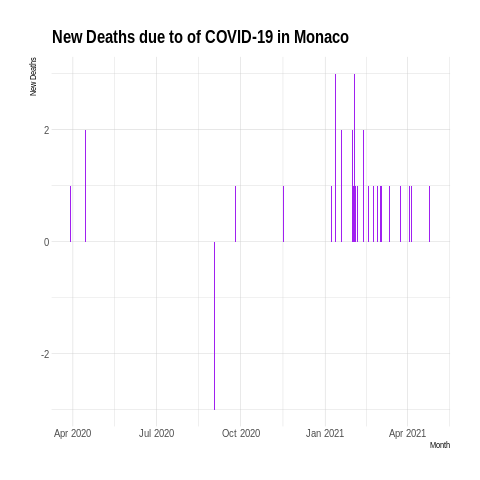 New Deaths due to of COVID-19 in Monaco
New Deaths
2
0
-2
Apr 2020 Jul 2020 Oct 2020 Jan 2021 Apr 2021
Month